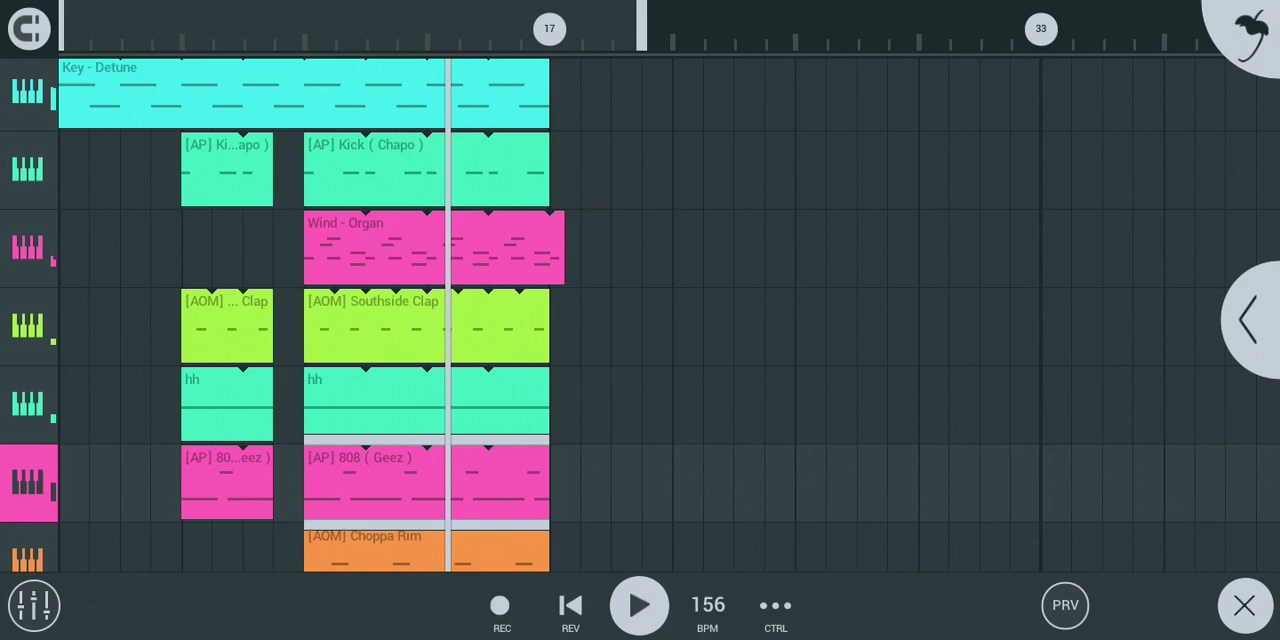 17
33
Key - Detune
[AP] Ki...apo )
[AP] Kick ( Chapo )
Wind - Organ
[AOM] ... Clap
[AOM] Southside Clap
hh
hh
[AP] 80...eez )
[AP] 808 ( Geez )
[AOM] Choppa Rim
156
PRV
REC
REV
BPM
CTRL